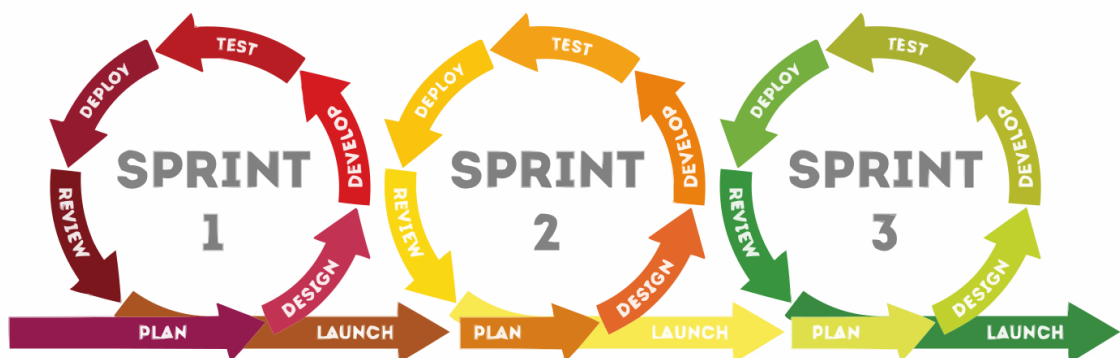 TEST
DEPLOY
DEVELOP
SPRINT
1
REVIEW
DESIGN
PLAN
LAUNCH
TEST
DEPLOY
DEVELOP
SPRINT
2
REVIEW
DESIGN
PLAN
LAUNCH
TEST
DEPLOY
DEVELOP
SPRINT
3
REVIEW
DESIGN
PLAN
LAUNCH